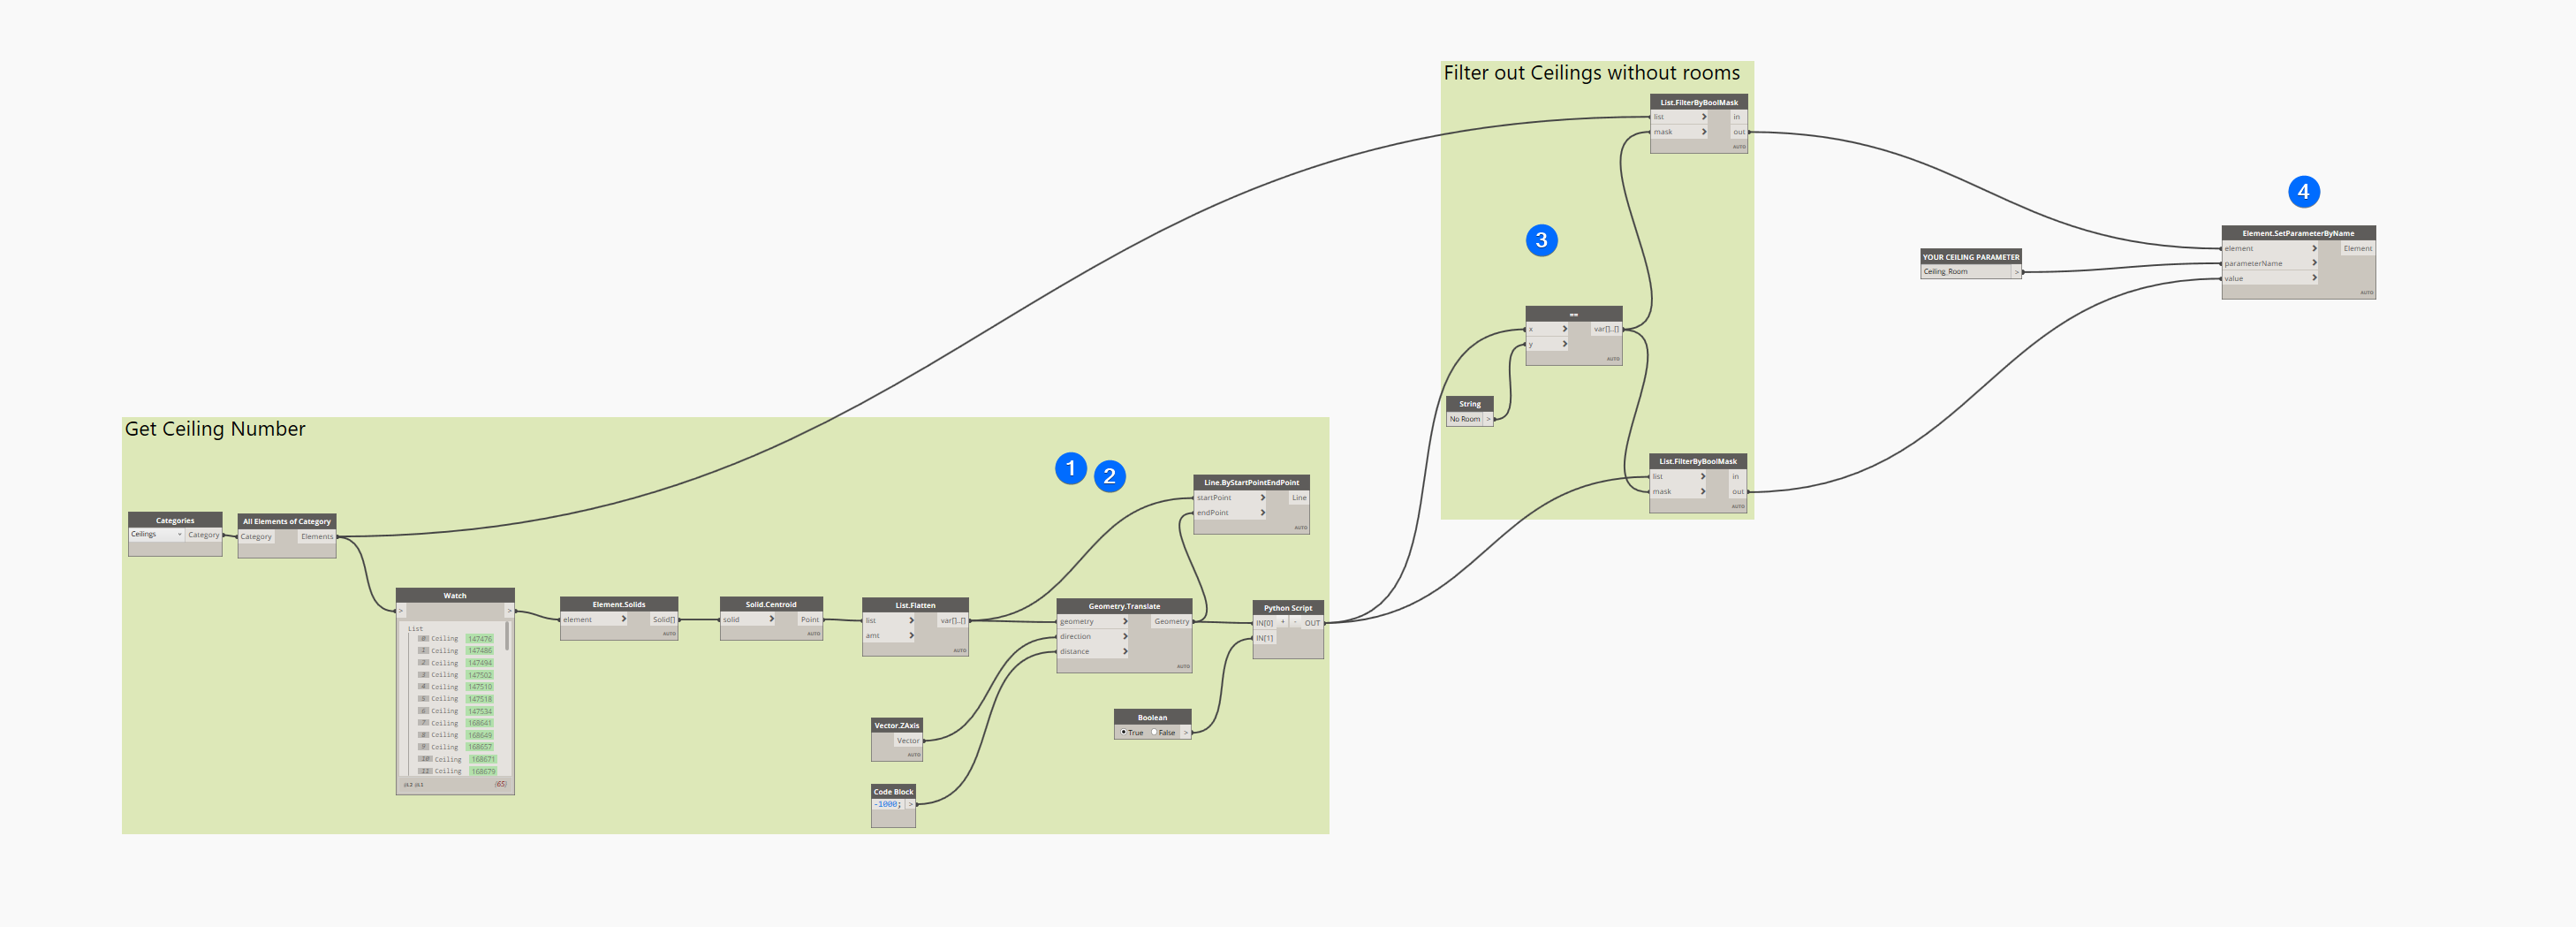 Filter out Ceilings without rooms
List.FilterByBoolMask
list > in
mask > out
AUTO
4
3
Element.SetParameterByName
element > Element
parameterName >
value >
AUTO
YOUR CEILING PARAMETER
Ceiling_Room >
==
x > var[]..[]
y >
AUTO
String
No Room >
List.FilterByBoolMask
list > in
mask > out
AUTO
Get Ceiling Number
1
2
Line.ByStartPointEndPoint
startPoint > Line
endPoint >
AUTO
Categories
Ceilings Category
All Elements of Category
Category Elements
Watch
> >
List
0 Ceiling 147476
1 Ceiling 147486
2 Ceiling 147494
3 Ceiling 147502
4 Ceiling 147510
5 Ceiling 147518
6 Ceiling 147534
7 Ceiling 168641
8 Ceiling 168649
9 Ceiling 168657
10 Ceiling 168671
11 Ceiling 168679
@L2 @L1 {65}
Element.Solids
element > Solid[]
AUTO
Solid.Centroid
solid > Point
AUTO
List.Flatten
list > var[]..[]
amt >
AUTO
Geometry.Translate
geometry > Geometry
direction >
distance >
AUTO
Python Script
IN[0] + - OUT
IN[1]
Vector.ZAxis
Vector
AUTO
Boolean
True False >
Code Block
-1000; >